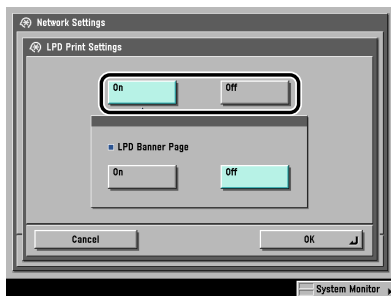 Network Settings
LPD Print Settings
On Off
LPD Banner Page
On Off
Cancel OK
System Monitor